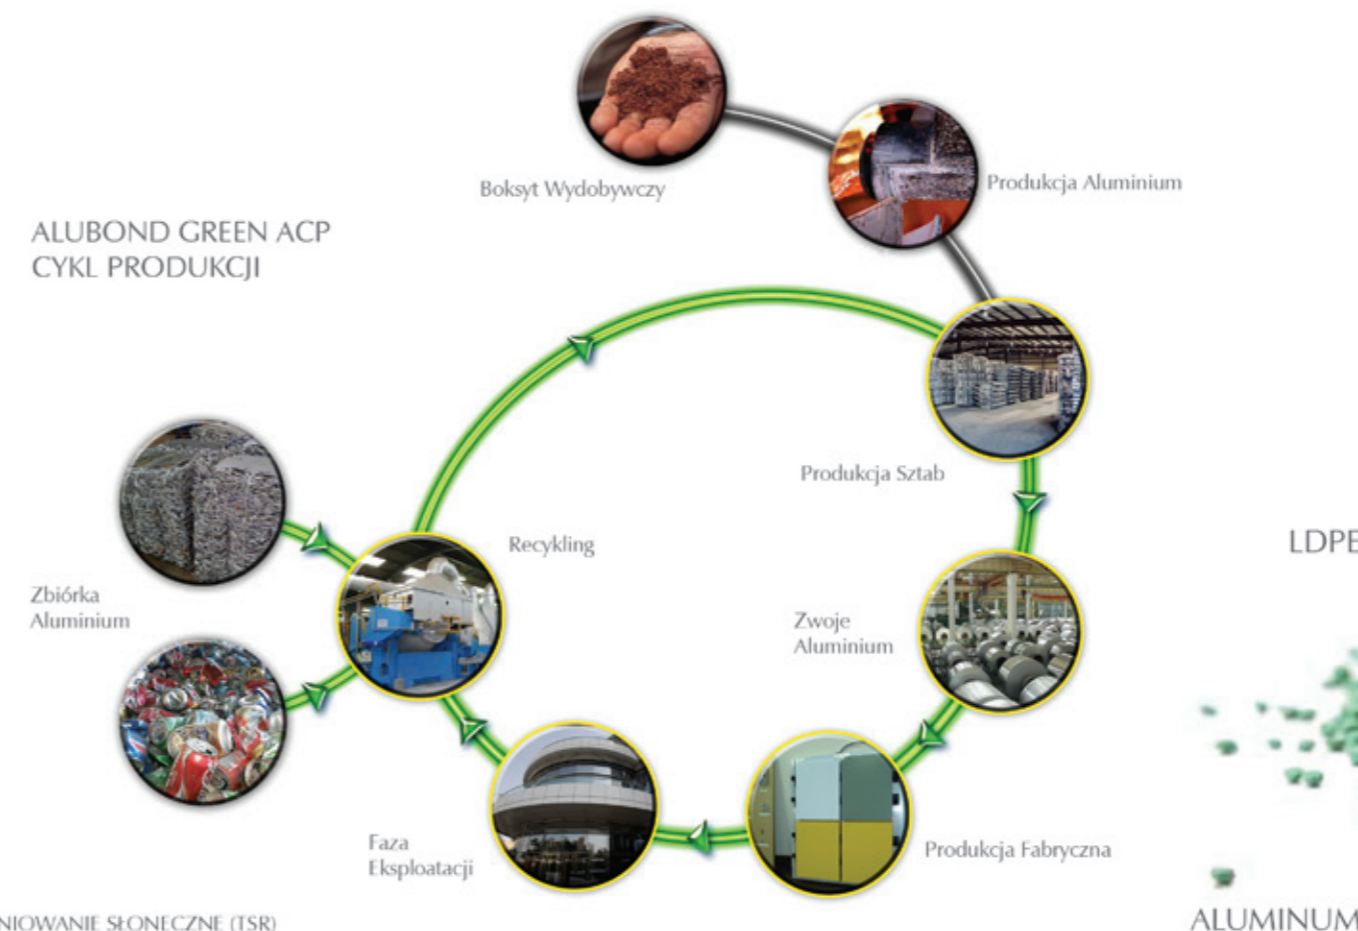 Boksyt Wydobywczy
Produkcja Aluminium
ALUBOND GREEN ACP
CYKL PRODUKCJI
Produkcja Sztab
Recykling
LDPE
Zbiórka
Aluminium
Zwoje
Aluminium
Faza
Eksploatacji
Produkcja Fabryczna
NIOWANIE SŁONECZNE (TSR)
ALUMINUM